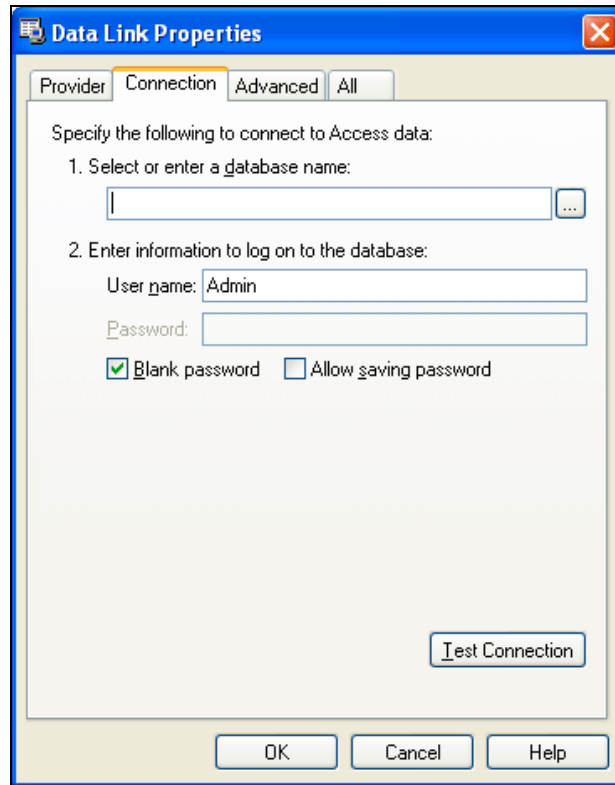 Data Link Properties
Provider Connection Advanced All
Specify the following to connect to Access data:
1. Select or enter a database name:
...
2. Enter information to log on to the database:
User name: Admin
Password:
Blank password Allow saving password
Test Connection
OK Cancel Help